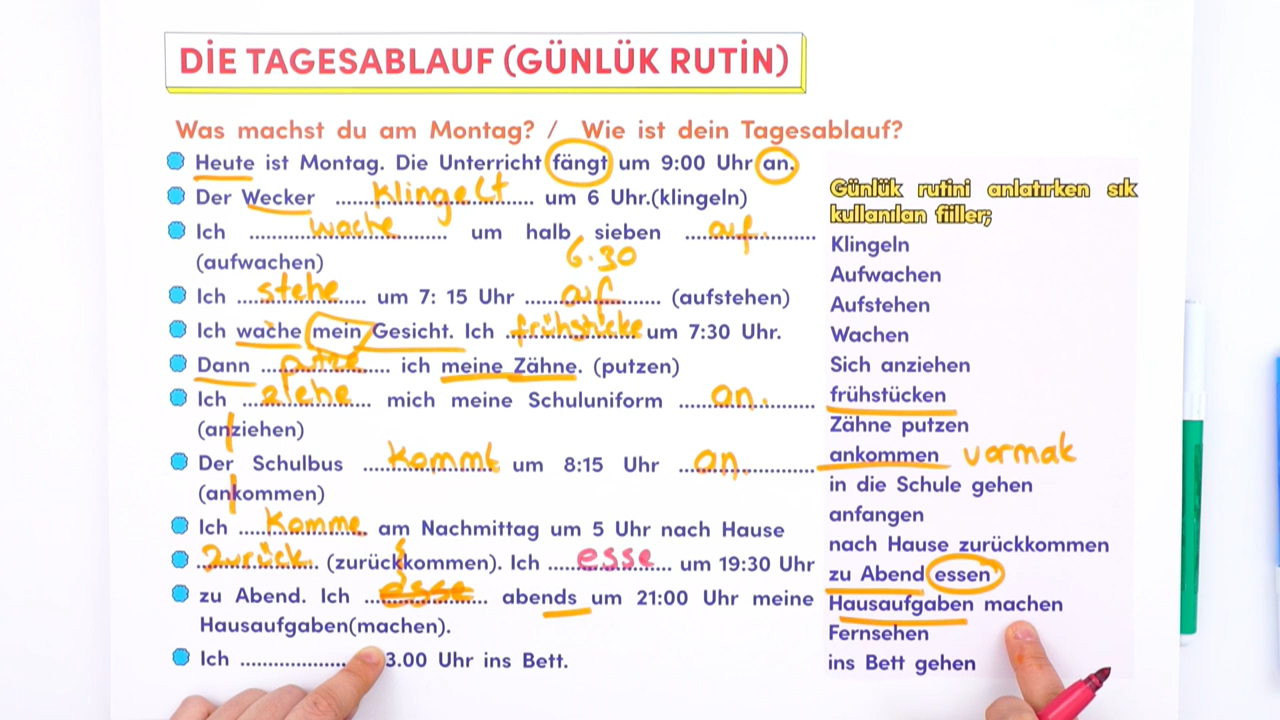 DİE TAGESABLAUF (GÜNLÜK RUTİN)
Was machst du am Montag? / Wie ist dein Tagesablauf?
Heute ist Montag. Die Unterricht fängt um 9:00 Uhr an.
Der Wecker ....klingelt.... um 6 Uhr.(klingeln)
Ich ....wache.... um halb sieben ....auf....
(aufwachen) 6.30
Ich ....stehe.... um 7: 15 Uhr ....auf.... (aufstehen)
Ich wache mein Gesicht. Ich ....frühstücke.... um 7:30 Uhr.
Dann ....putze.... ich meine Zähne. (putzen)
Ich ....ziehe.... mich meine Schuluniform ....an....
(anziehen)
Der Schulbus ....kommt.... um 8:15 Uhr ....an....
(ankommen)
Ich ....komme.... am Nachmittag um 5 Uhr nach Hause
....zurück.... (zurückkommen). Ich ....esse.... um 19:30 Uhr
zu Abend. Ich ....esse.... abends um 21:00 Uhr meine
Hausaufgaben(machen).
Ich .................... 3.00 Uhr ins Bett.
Günlük rutini anlatırken sık
kullanılan fiiller;
Klingeln
Aufwachen
Aufstehen
Wachen
Sich anziehen
frühstücken
Zähne putzen
ankommen varmak
in die Schule gehen
anfangen
nach Hause zurückkommen
zu Abend essen
Hausaufgaben machen
Fernsehen
ins Bett gehen